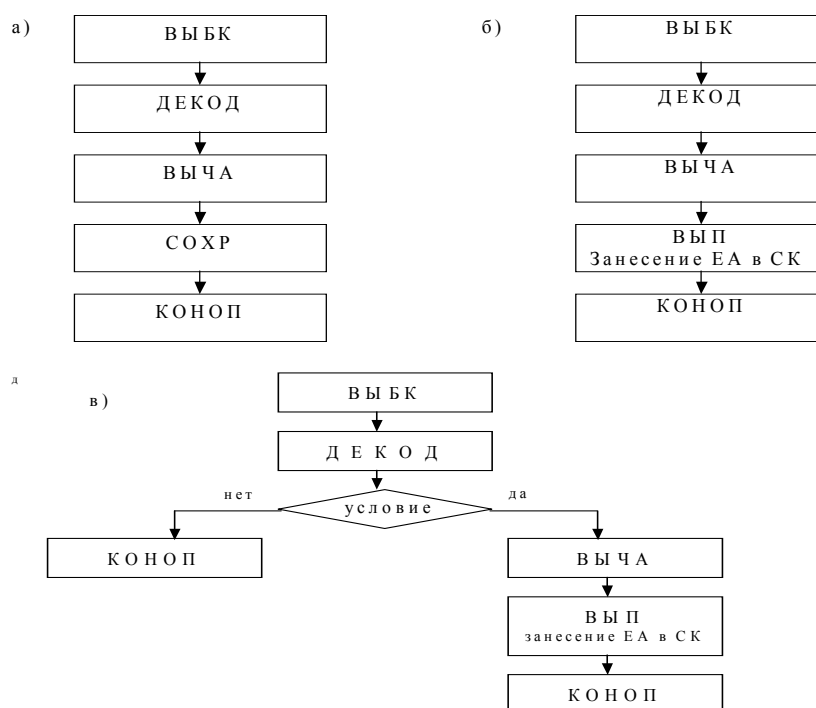 а)
ВЫБК
ДЕКОД
ВЫЧА
СОХР
КОНОП
б)
ВЫБК
ДЕКОД
ВЫЧА
ВЫП
Занесение ЕА в СК
КОНОП
д
в)
ВЫБК
ДЕКОД
нет
условие
да
КОНОП
ВЫЧА
ВЫП
занесение ЕА в СК
КОНОП